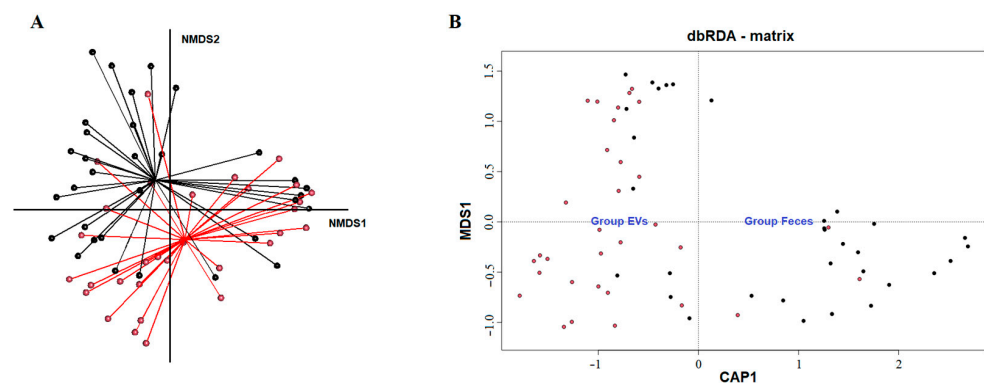 A
NMDS2
NMDS1
B
dbRDA - matrix
MDS1
1.5
1.0
0.5
0.0
−0.5
−1.0
Group EVs
Group Feces
-1
0
1
2
CAP1